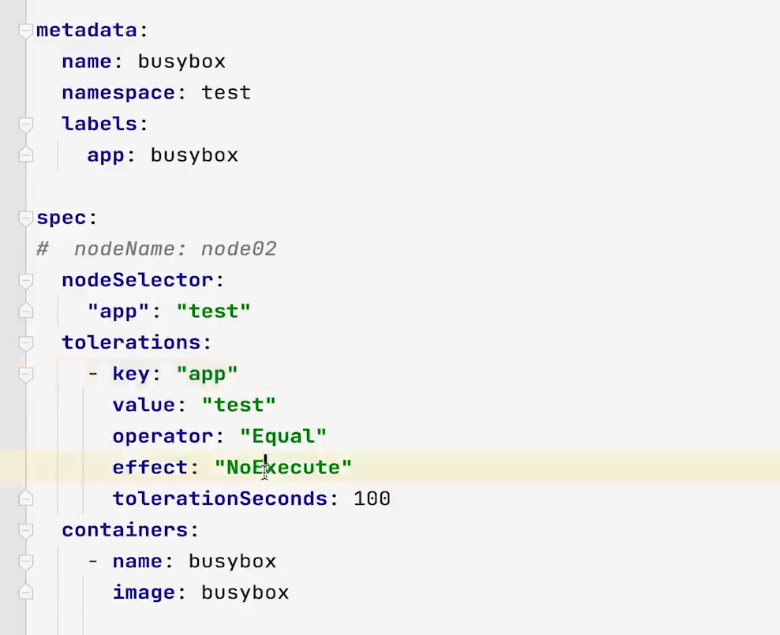 metadata:
  name: busybox
  namespace: test
  labels:
    app: busybox

spec:
#  nodeName: node02
  nodeSelector:
    "app": "test"
  tolerations:
    - key: "app"
      value: "test"
      operator: "Equal"
      effect: "NoExecute"
      tolerationSeconds: 100
  containers:
    - name: busybox
      image: busybox